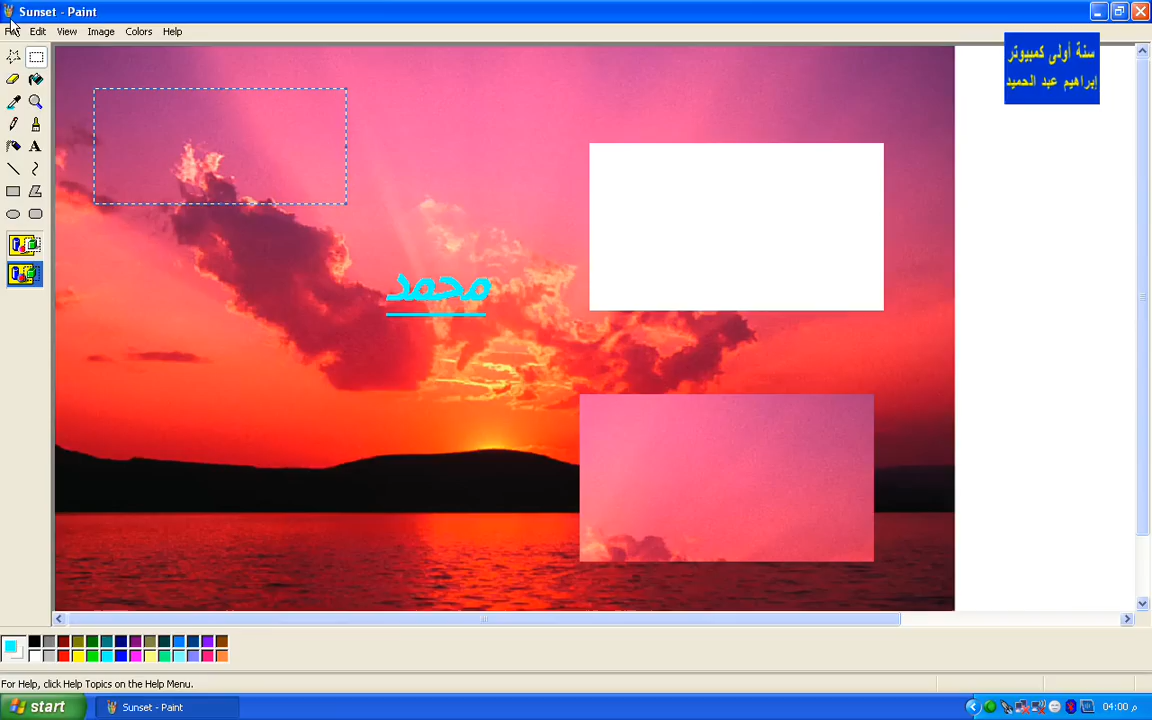 Sunset - Paint
File Edit View Image Colors Help
سنة أولى كمبيوتر
إبراهيم عبد الحميد
محمد
For Help, click Help Topics on the Help Menu.
start
Sunset - Paint
04:00 م